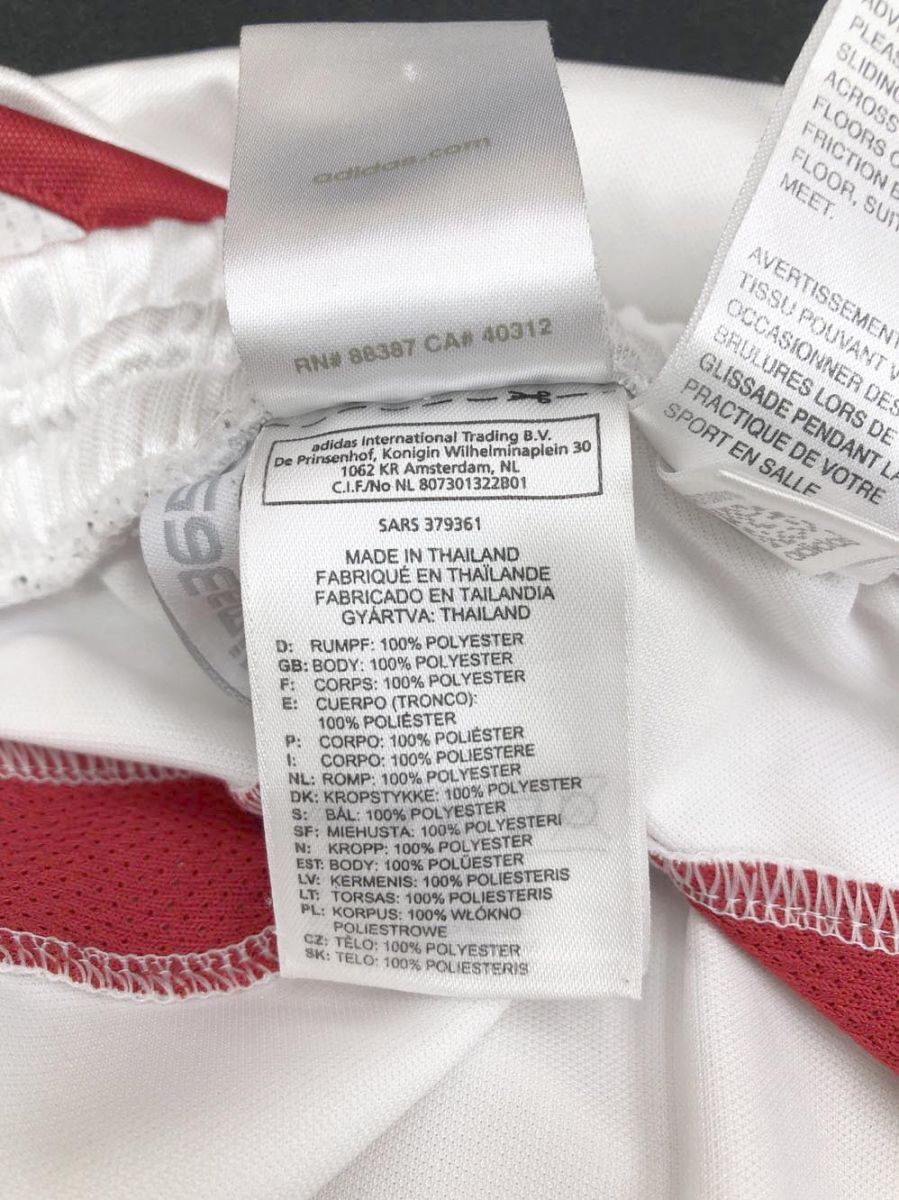 adidas.com
RN# 88387 CA# 40312
adidas International Trading B.V.
De Prinsenhof, Konigin Wilhelminaplein 30
1062 KR Amsterdam, NL
C.I.F./No NL 807301322B01
SARS 379361
MADE IN THAILAND
FABRIQUÉ EN THAÏLANDE
FABRICADO EN TAILANDIA
GYÁRTVA: THAILAND
D: RUMPF: 100% POLYESTER
GB: BODY: 100% POLYESTER
F: CORPS: 100% POLYESTER
E: CUERPO (TRONCO):
100% POLIÉSTER
P: CORPO: 100% POLIÉSTER
I: CORPO: 100% POLIESTERE
NL: ROMP: 100% POLYESTER
DK: KROPSTYKKE: 100% POLYESTER
S: BÅL: 100% POLYESTER
SF: MIEHUSTA: 100% POLYESTERI
N: KROPP: 100% POLYESTER
EST: BODY: 100% POLÜESTER
LV: KERMENIS: 100% POLIESTERIS
LT: TORSAS: 100% POLIESTERIS
PL: KORPUS: 100% WŁÓKNO
POLIESTROWE
CZ: TĚLO: 100% POLYESTER
SK: TELO: 100% POLIESTERIS
SLIDING
ACROSS
FLOORS
FRICTION
FLOOR,
MEET.
AVERTISSEMENT
TISSU POUVANT
OCCASIONNER DES
BRULURES LORS DE
GLISSADE PENDANT LA
PRACTIQUE DE VOTRE
SPORT EN SALLE